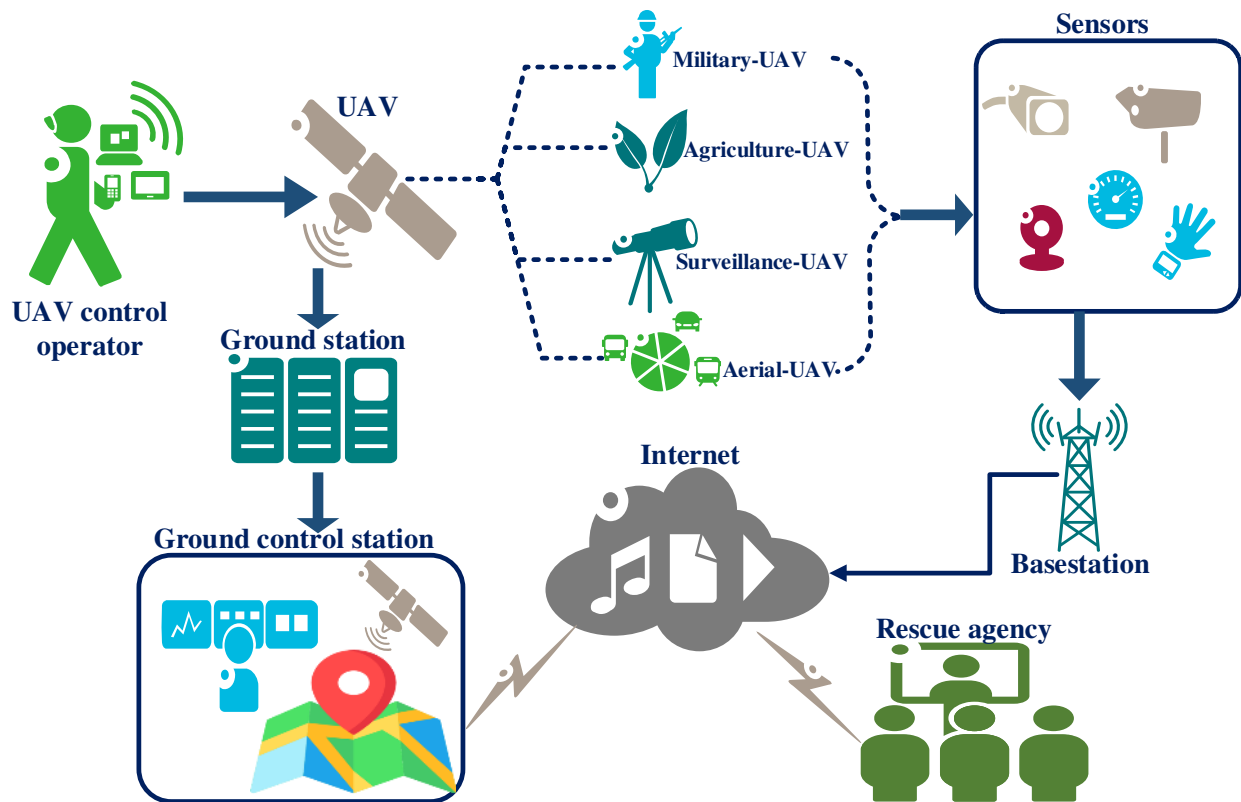 Sensors
Military-UAV
UAV
Agriculture-UAV
Surveillance-UAV
UAV control
operator
Ground station
Aerial-UAV
Internet
Ground control station
Basestation
Rescue agency